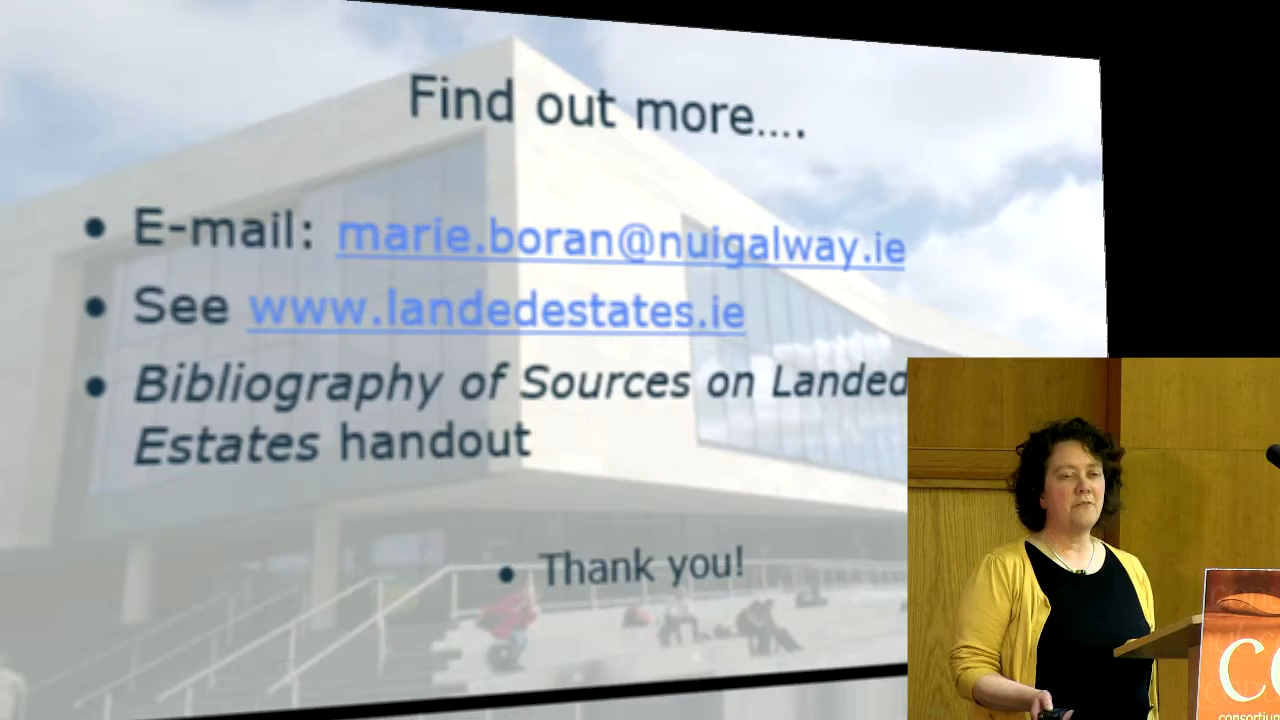 Find out more....
• E-mail: marie.boran@nuigalway.ie
• See www.landedestates.ie
• Bibliography of Sources on Landed
Estates handout
• Thank you!